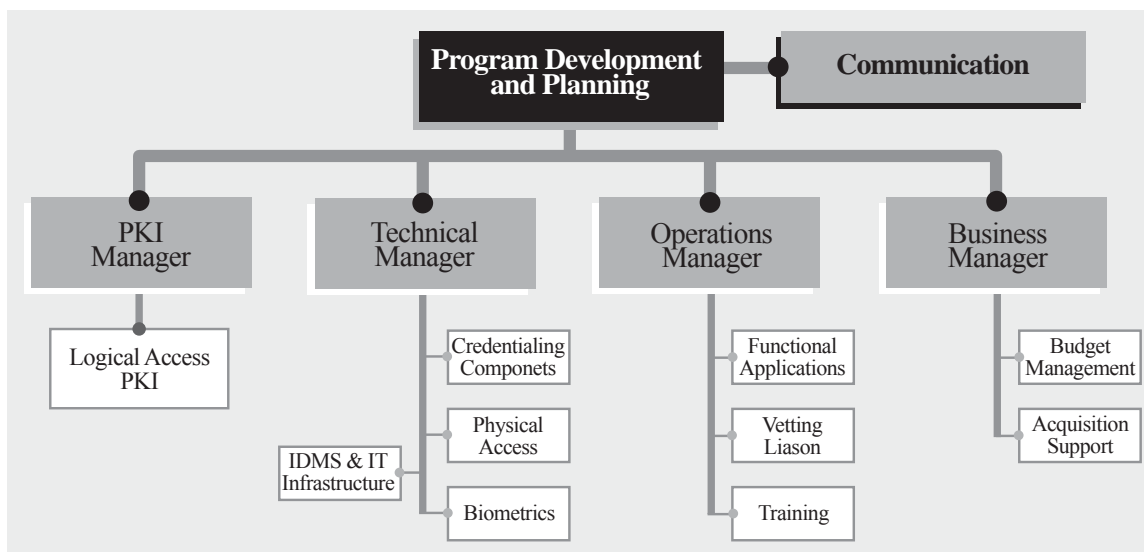 Program Development
and Planning
Communication
PKI
Manager
Technical
Manager
Operations
Manager
Business
Manager
Logical Access
PKI
Credentialing
Componets
Physical
Access
IDMS & IT
Infrastructure
Biometrics
Functional
Applications
Vetting
Liason
Training
Budget
Management
Acquisition
Support